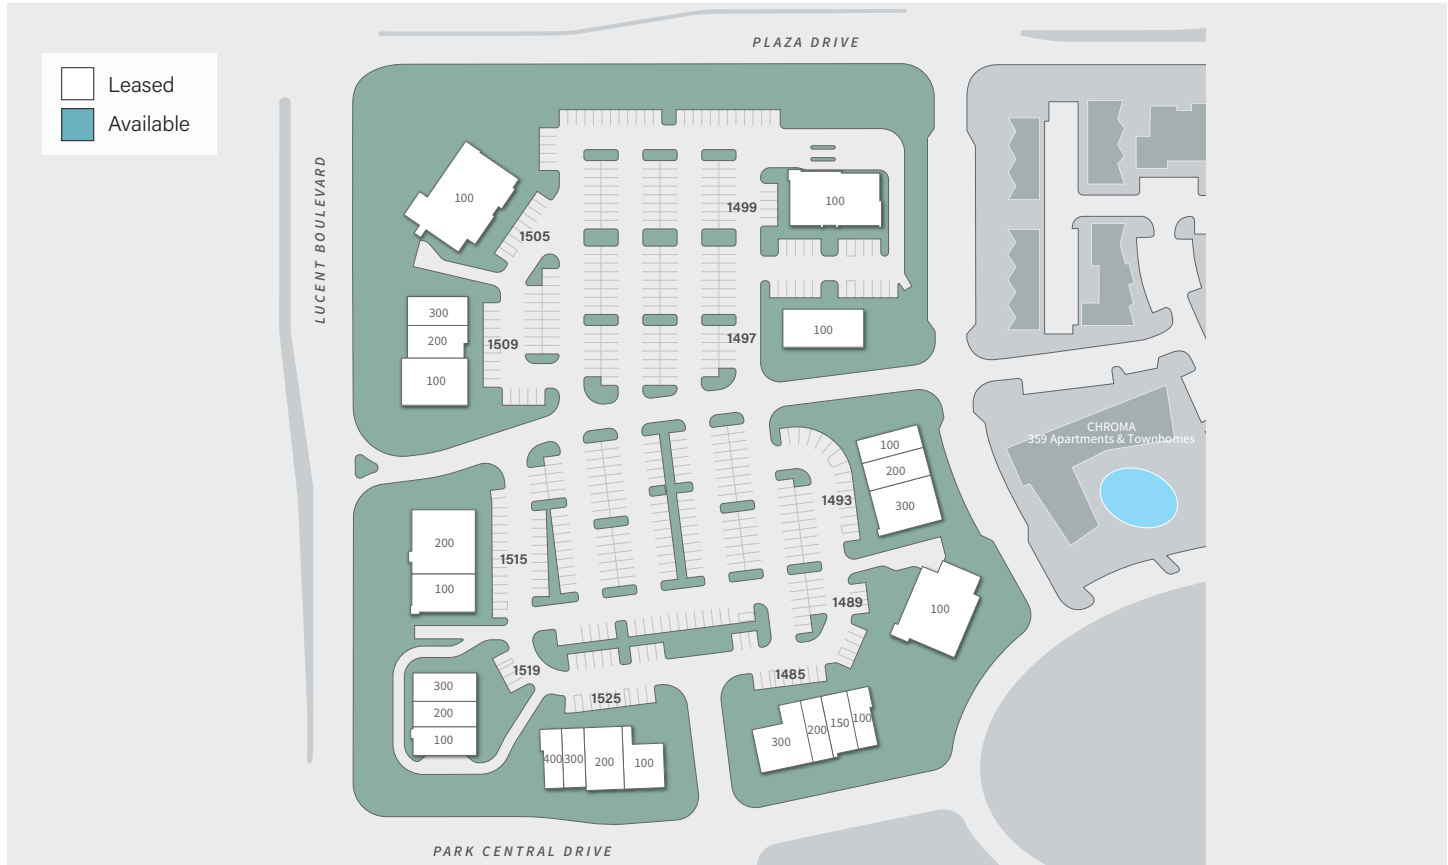 PLAZA DRIVE
Leased
Available
LUCENT BOULEVARD
100
1505
1499
100
300
200
100
1509
1497
100
CHROMA
359 Apartments & Townhomes
100
200
300
1493
200
100
1515
1489
100
1519
300
200
100
1525
400 300 200 100
1485
300 200 150 100
PARK CENTRAL DRIVE